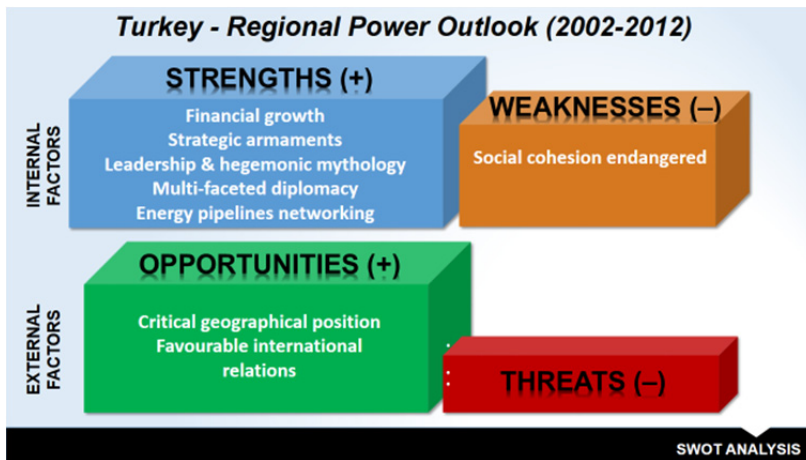 Turkey - Regional Power Outlook (2002-2012)
INTERNAL
FACTORS
STRENGTHS (+)
Financial growth
Strategic armaments
Leadership & hegemonic mythology
Multi-faceted diplomacy
Energy pipelines networking
WEAKNESSES (–)
Social cohesion endangered
EXTERNAL
FACTORS
OPPORTUNITIES (+)
Critical geographical position
Favourable international
relations
THREATS (–)
SWOT ANALYSIS